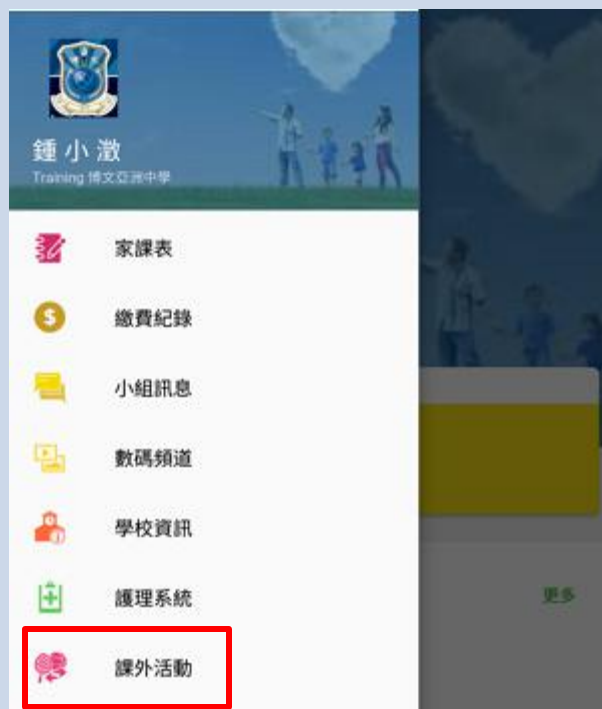 鍾小澂
Training 博文亞洲中學
家課表
繳費紀錄
小組訊息
數碼頻道
學校資訊
護理系統
更多
課外活動